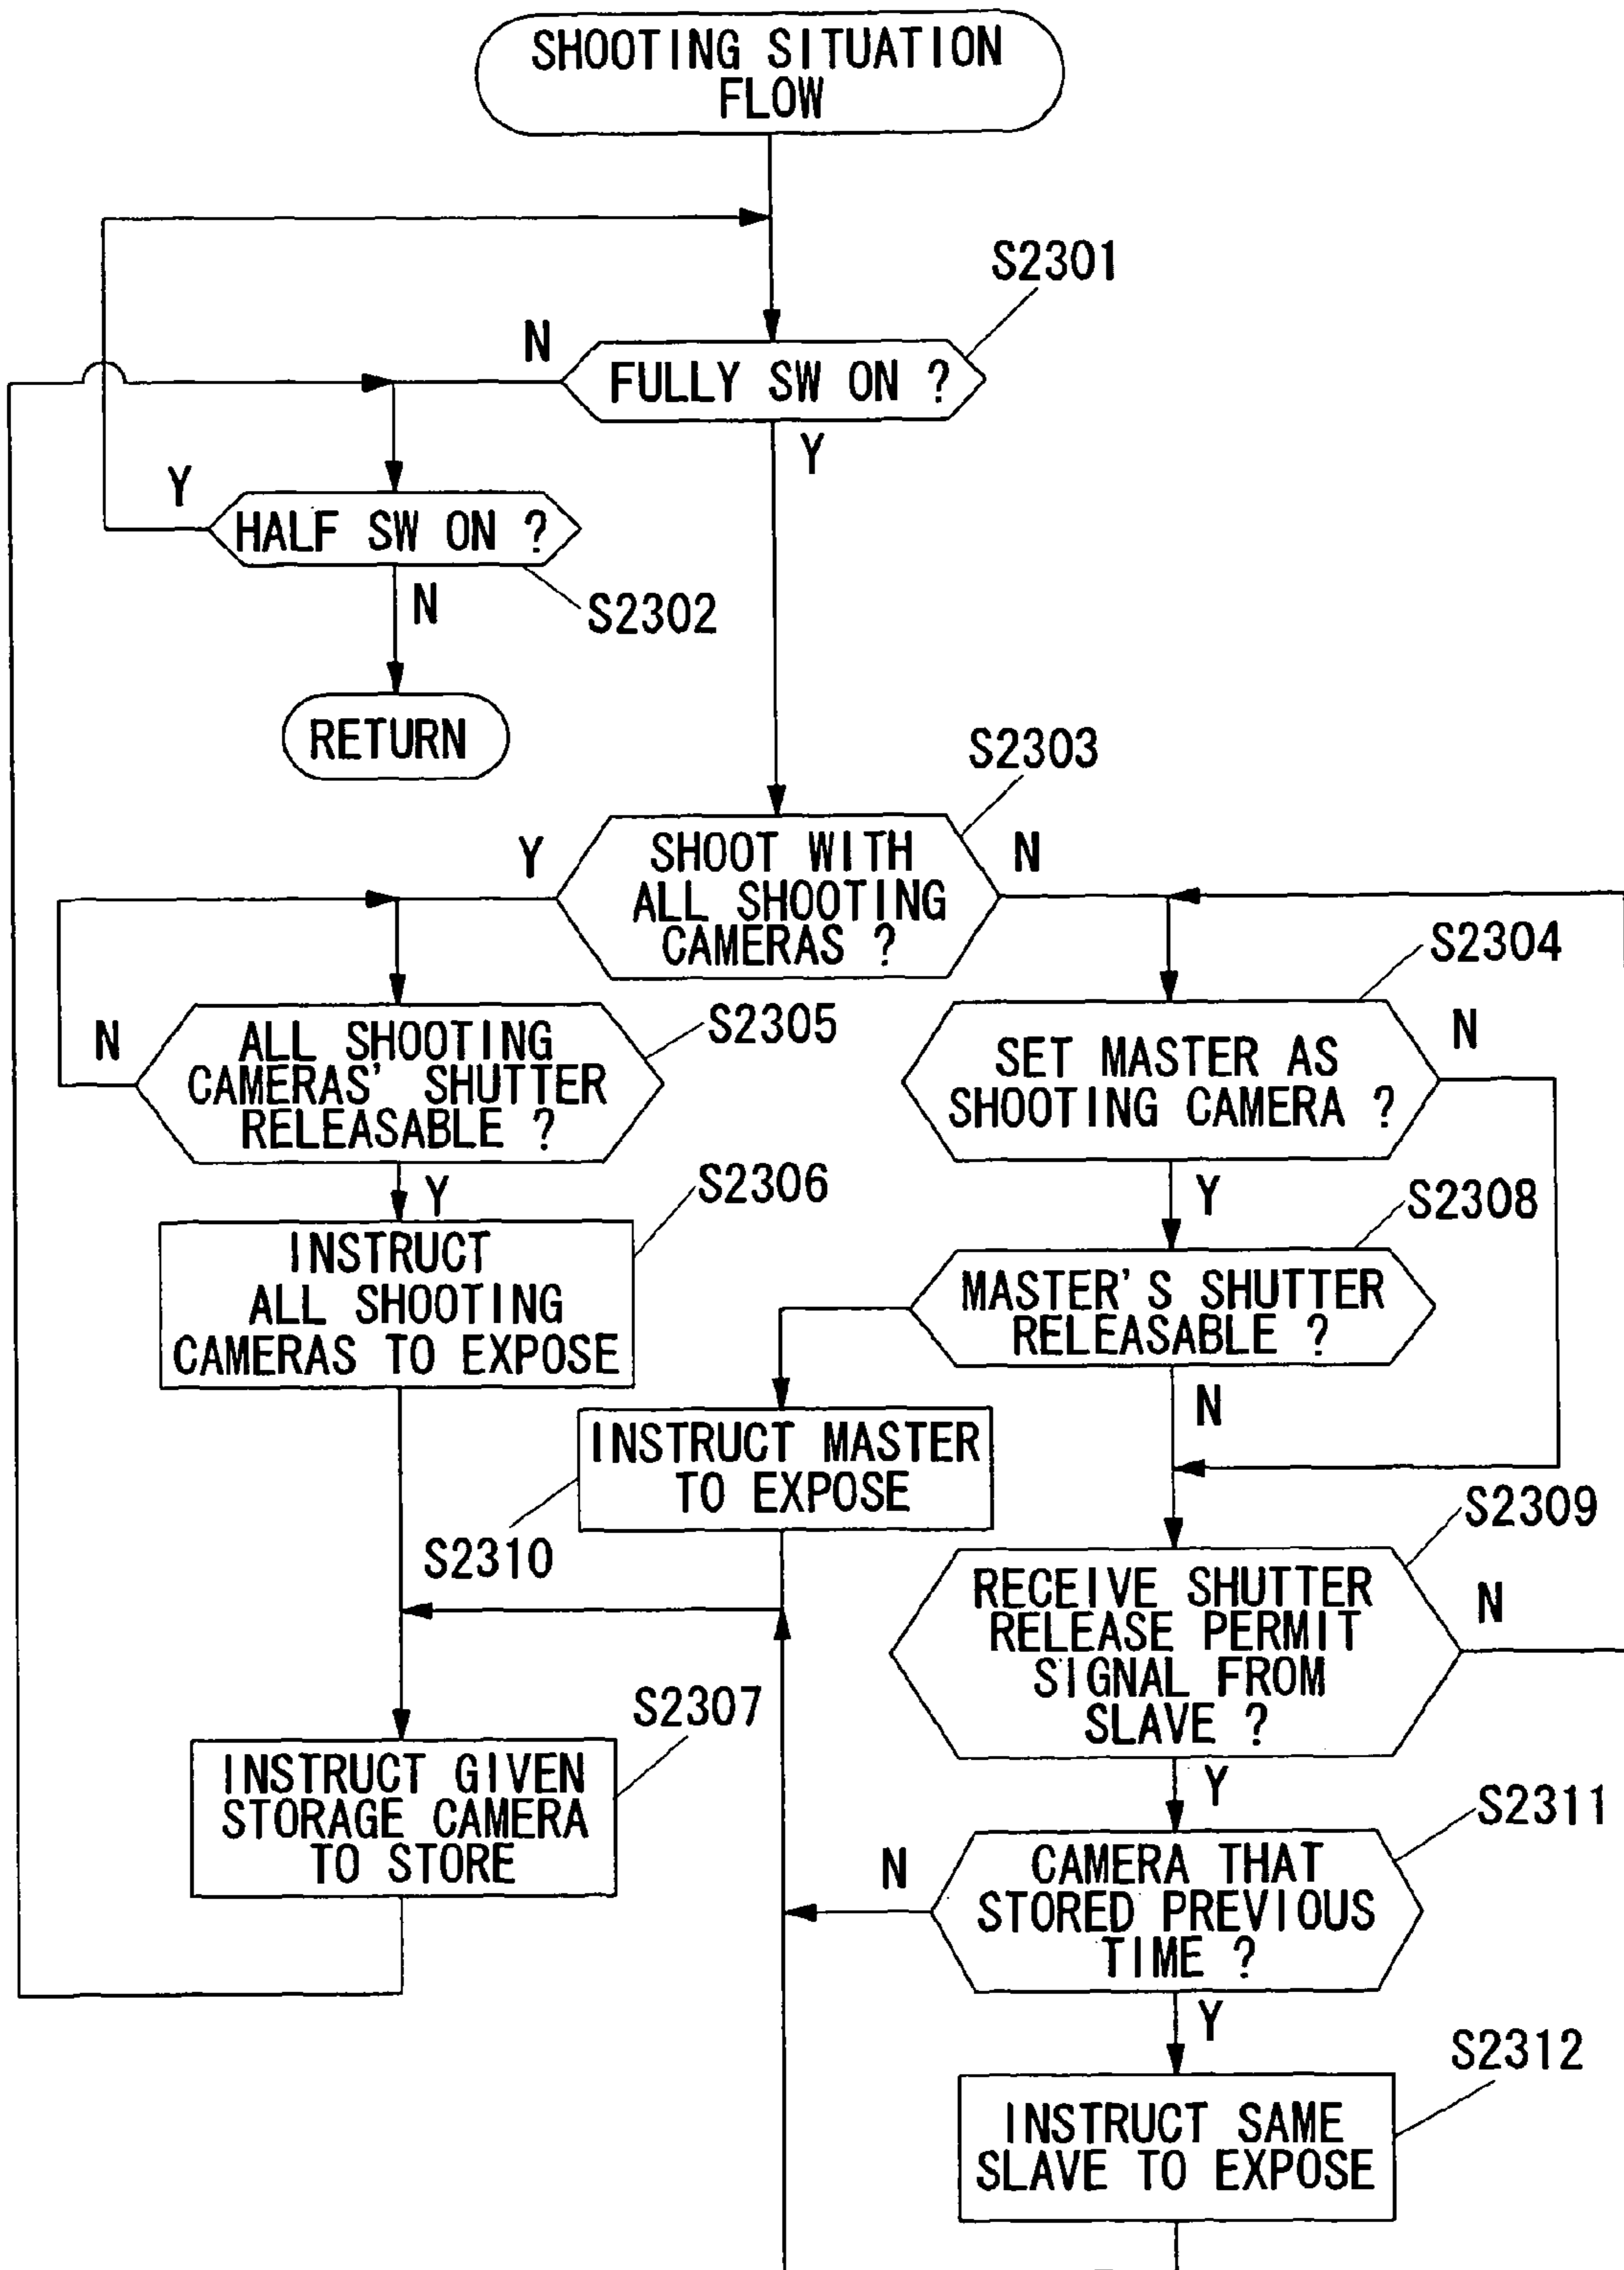 SHOOTING SITUATION
FLOW
S2301
N
FULLY SW ON ?
Y
Y
HALF SW ON ?
N
S2302
RETURN
S2303
Y
SHOOT WITH
ALL SHOOTING
CAMERAS ?
N
S2304
N
ALL SHOOTING
CAMERAS' SHUTTER
RELEASABLE ?
S2305
SET MASTER AS
SHOOTING CAMERA ?
N
Y
S2306
Y
S2308
INSTRUCT
ALL SHOOTING
CAMERAS TO EXPOSE
MASTER'S SHUTTER
RELEASABLE ?
N
INSTRUCT MASTER
TO EXPOSE
S2310
S2309
RECEIVE SHUTTER
RELEASE PERMIT
SIGNAL FROM
SLAVE ?
N
S2307
INSTRUCT GIVEN
STORAGE CAMERA
TO STORE
Y
S2311
N
CAMERA THAT
STORED PREVIOUS
TIME ?
Y
S2312
INSTRUCT SAME
SLAVE TO EXPOSE